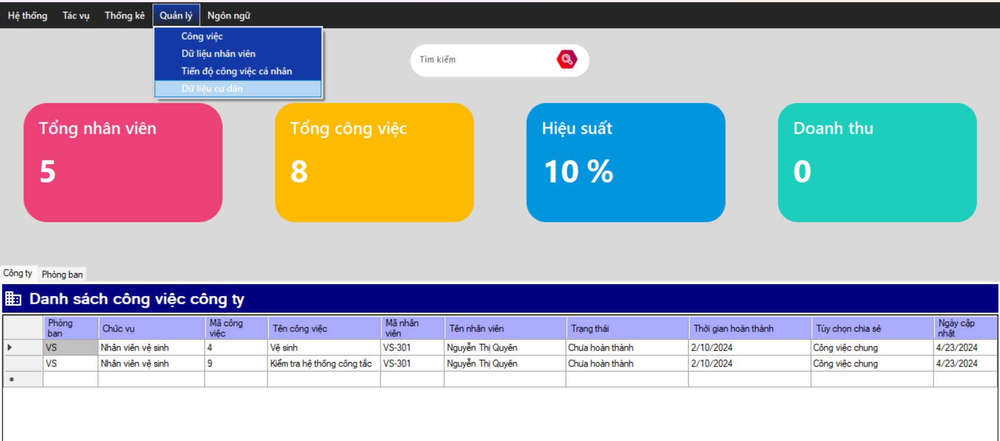 Hệ thống Tác vụ Thống kê Quản lý Ngôn ngữ
Công việc
Dữ liệu nhân viên
Tiến độ công việc cá nhân
Dữ liệu cư dân
Tìm kiếm
Tổng nhân viên
5
Tổng công việc
8
Hiệu suất
10 %
Doanh thu
0
Công ty Phòng ban
Danh sách công việc công ty
Phòng ban Chức vụ Mã công việc Tên công việc Mã nhân viên Tên nhân viên Trạng thái Thời gian hoàn thành Tùy chọn chia sẻ Ngày cập nhật
VS Nhân viên vệ sinh 4 Vệ sinh VS-301 Nguyễn Thị Quyên Chưa hoàn thành 2/10/2024 Công việc chung 4/23/2024
VS Nhân viên vệ sinh 9 Kiểm tra hệ thống công tắc VS-301 Nguyễn Thị Quyên Chưa hoàn thành 2/10/2024 Công việc chung 4/23/2024